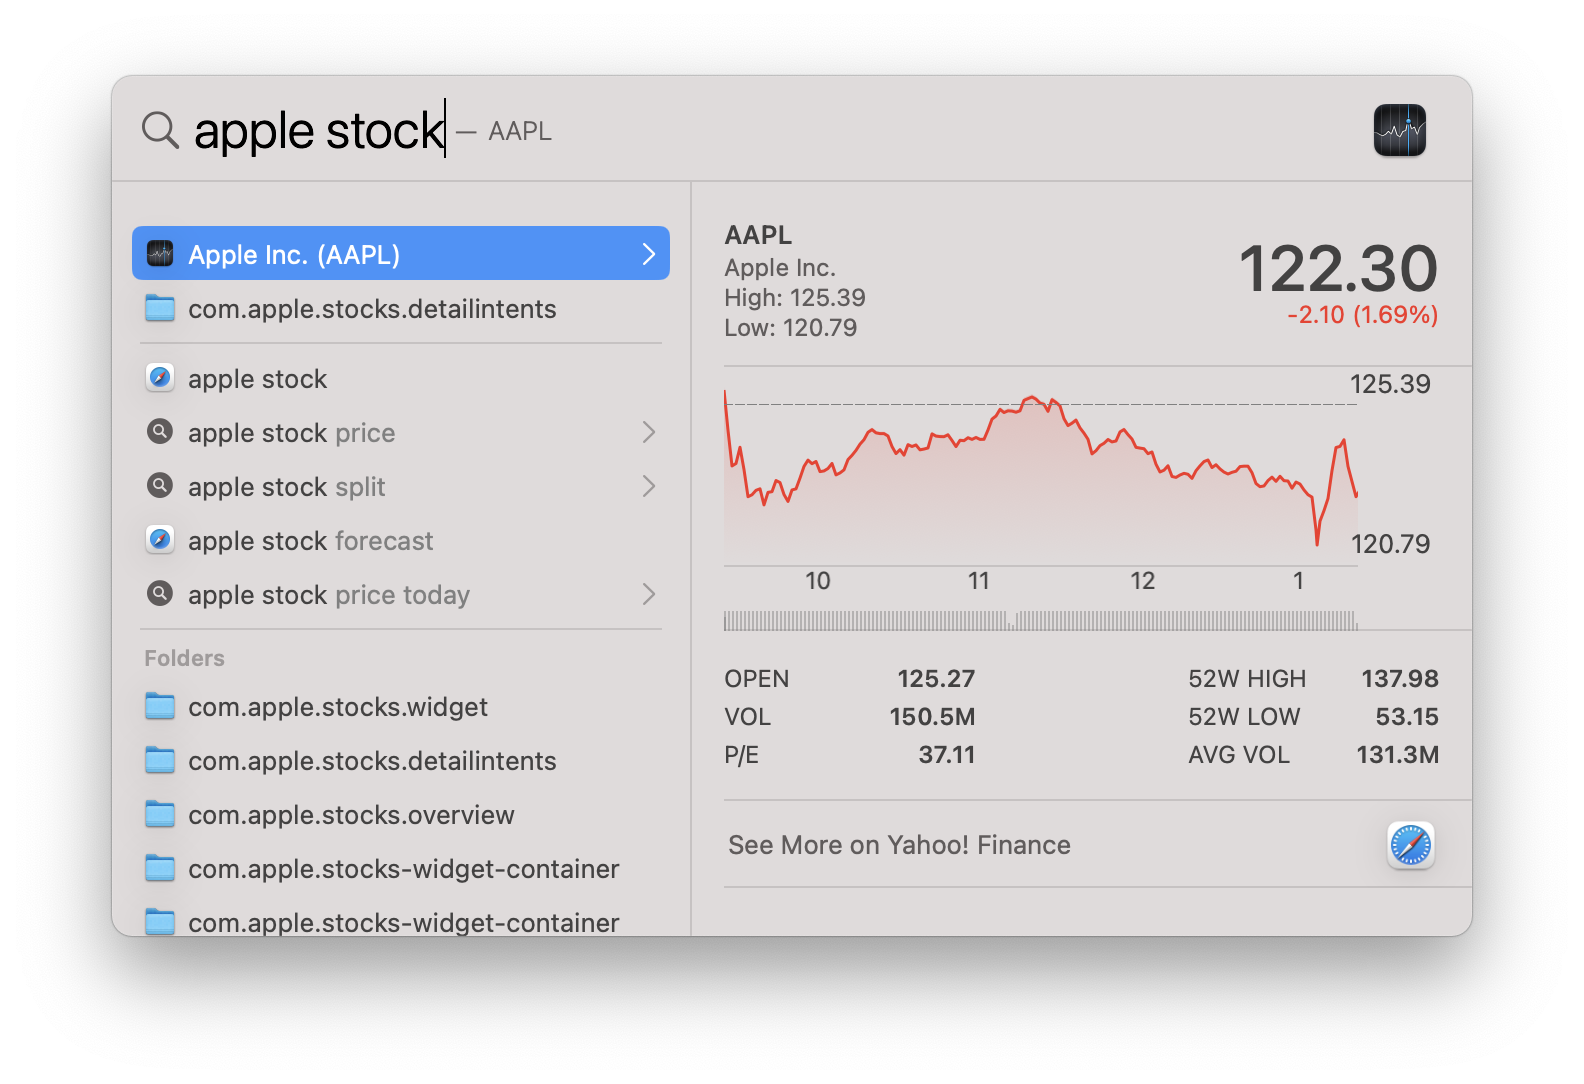 apple stock — AAPL
Apple Inc. (AAPL)
com.apple.stocks.detailintents
apple stock
apple stock price
apple stock split
apple stock forecast
apple stock price today
Folders
com.apple.stocks.widget
com.apple.stocks.detailintents
com.apple.stocks.overview
com.apple.stocks-widget-container
com.apple.stocks-widget-container
AAPL
Apple Inc.
High: 125.39
Low: 120.79
122.30
-2.10 (1.69%)
125.39
120.79
10 11 12 1
OPEN 125.27 52W HIGH 137.98
VOL 150.5M 52W LOW 53.15
P/E 37.11 AVG VOL 131.3M
See More on Yahoo! Finance